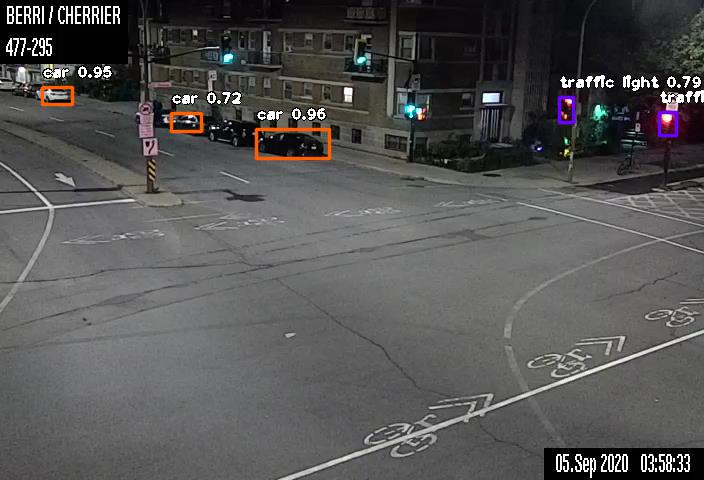 BERRI / CHERRIER
477-295
car 0.95
car 0.72
car 0.96
traffic light 0.79
traffi
05.Sep 2020 03:58:33